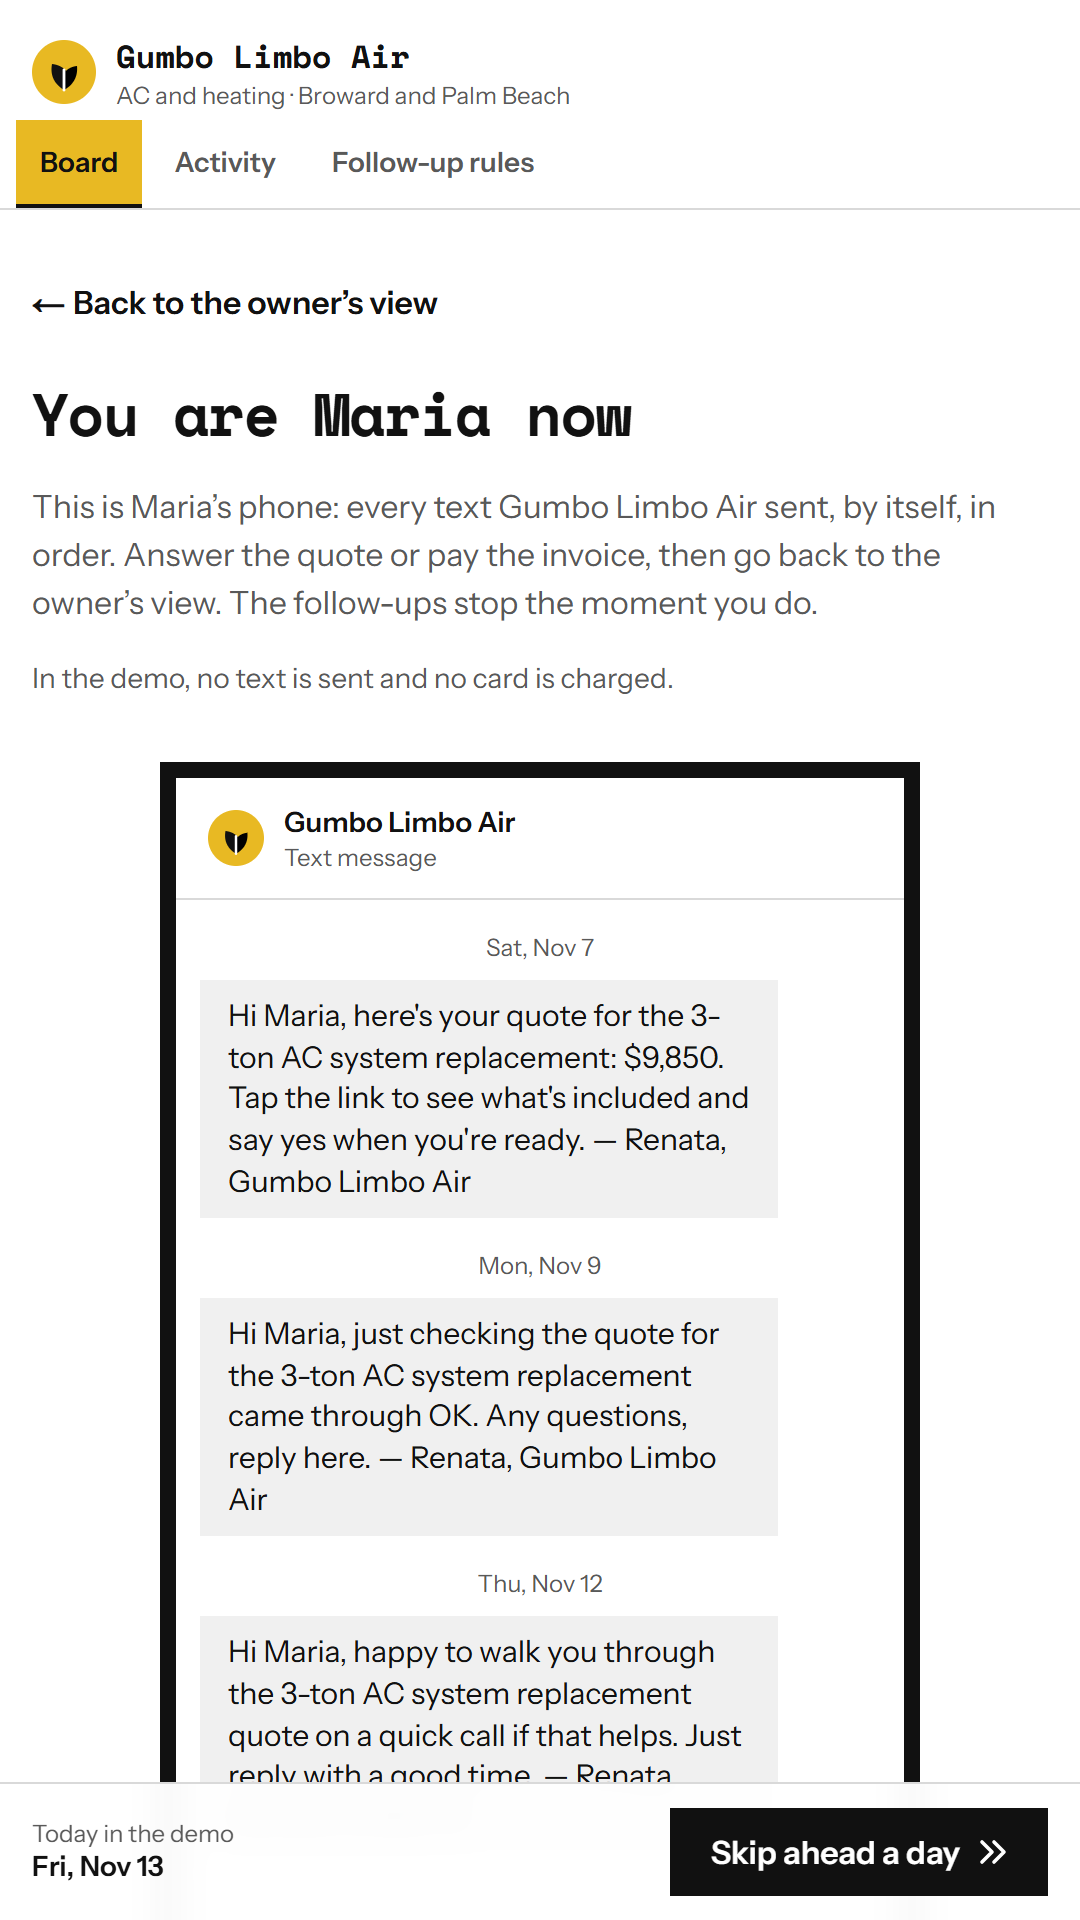 Gumbo Limbo Air
AC and heating · Broward and Palm Beach
Board
Activity
Follow-up rules
← Back to the owner’s view
You are Maria now
This is Maria’s phone: every text Gumbo Limbo Air sent, by itself, in
order. Answer the quote or pay the invoice, then go back to the
owner’s view. The follow-ups stop the moment you do.
In the demo, no text is sent and no card is charged.
Gumbo Limbo Air
Text message
Sat, Nov 7
Hi Maria, here's your quote for the 3-
ton AC system replacement: $9,850.
Tap the link to see what's included and
say yes when you're ready. — Renata,
Gumbo Limbo Air
Mon, Nov 9
Hi Maria, just checking the quote for
the 3-ton AC system replacement
came through OK. Any questions,
reply here. — Renata, Gumbo Limbo
Air
Thu, Nov 12
Hi Maria, happy to walk you through
the 3-ton AC system replacement
quote on a quick call if that helps. Just
reply with a good time. — Renata
Today in the demo
Fri, Nov 13
Skip ahead a day »